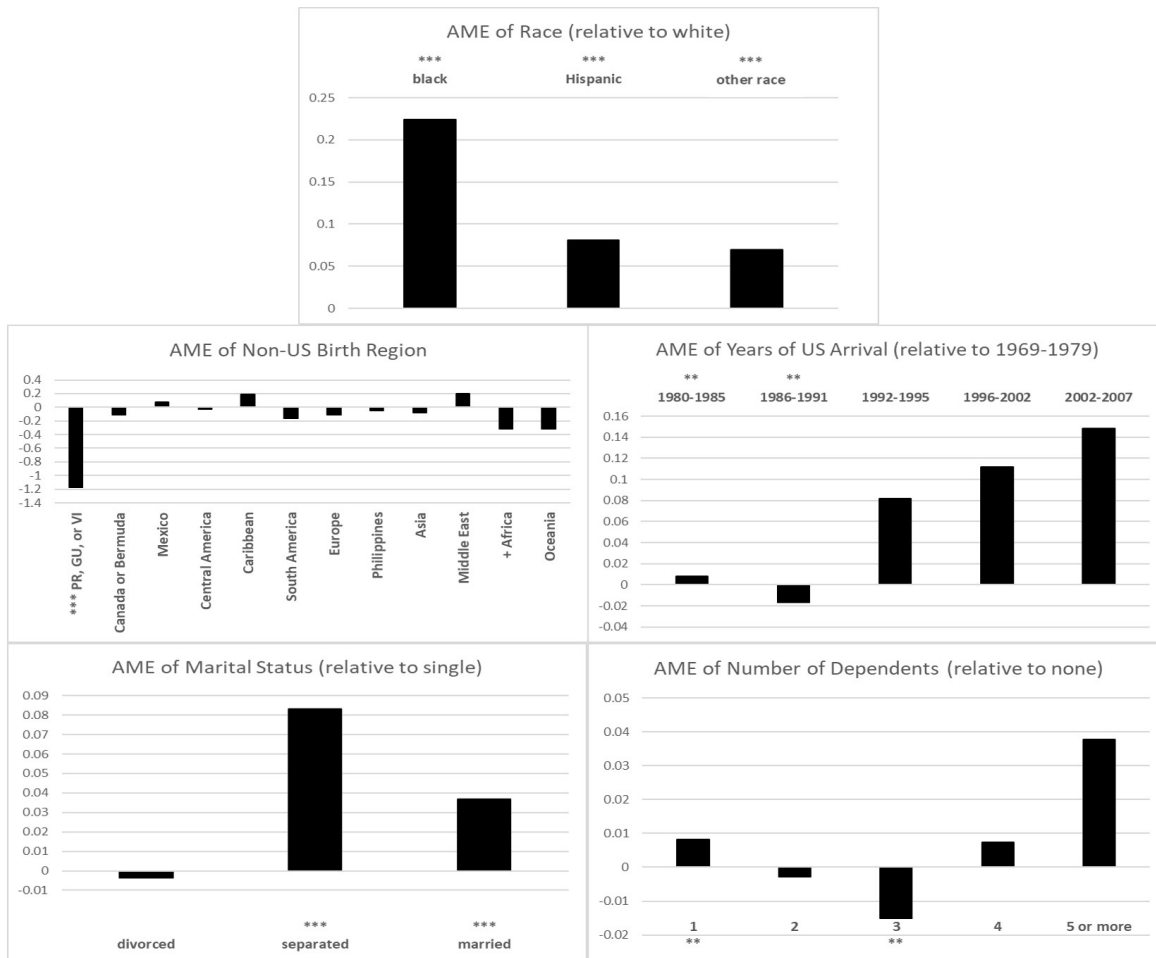 AME of Race (relative to white)
*** *** ***
black Hispanic other race
0.25
0.2
0.15
0.1
0.05
0
AME of Non-US Birth Region
0.4
0.2
0
-0.2
-0.4
-0.6
-0.8
-1
-1.2
-1.4
*** PR, GU, or VI
Canada or Bermuda
Mexico
Central America
Caribbean
South America
Europe
Philippines
Asia
Middle East
+ Africa
Oceania
AME of Years of US Arrival (relative to 1969-1979)
** **
1980-1985 1986-1991 1992-1995 1996-2002 2002-2007
0.16
0.14
0.12
0.1
0.08
0.06
0.04
0.02
0
-0.02
-0.04
AME of Marital Status (relative to single)
0.09
0.08
0.07
0.06
0.05
0.04
0.03
0.02
0.01
0
-0.01
*** ***
divorced separated married
AME of Number of Dependents (relative to none)
0.05
0.04
0.03
0.02
0.01
0
-0.01
-0.02
1 2 3 4 5 or more
** **